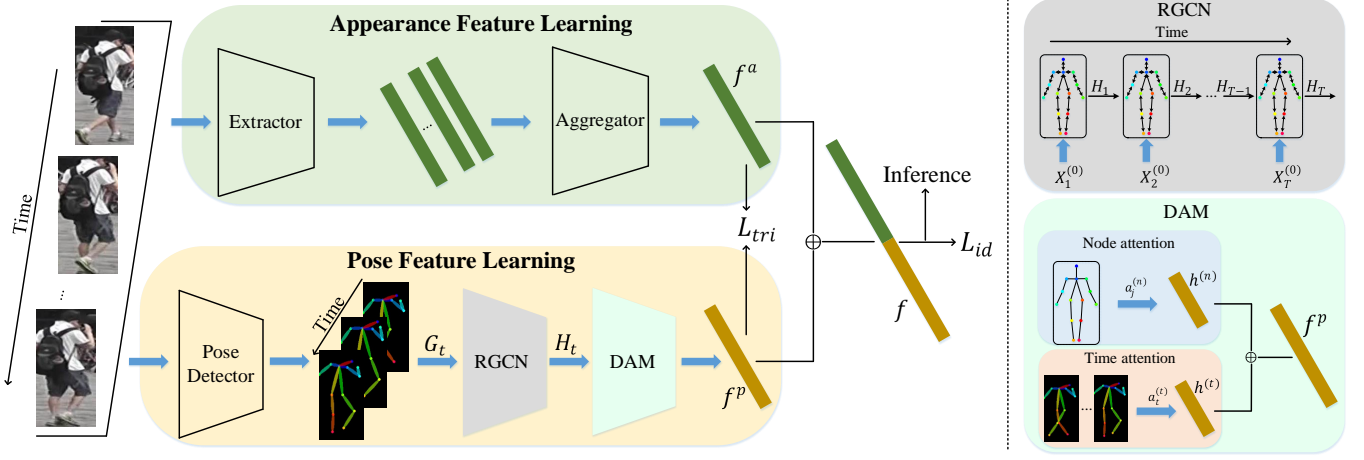 Appearance Feature Learning
Time
Extractor
...
Aggregator
f^a
Inference
L_tri
L_id
f
...
Pose Feature Learning
Pose
Detector
Time
G_t
RGCN
H_t
DAM
f^p
RGCN
Time
H_1
H_2
...
H_{T-1}
H_T
X_1^{(0)}
X_2^{(0)}
X_T^{(0)}
DAM
Node attention
a_j^{(n)}
h^{(n)}
f^p
Time attention
...
a_t^{(t)}
h^{(t)}